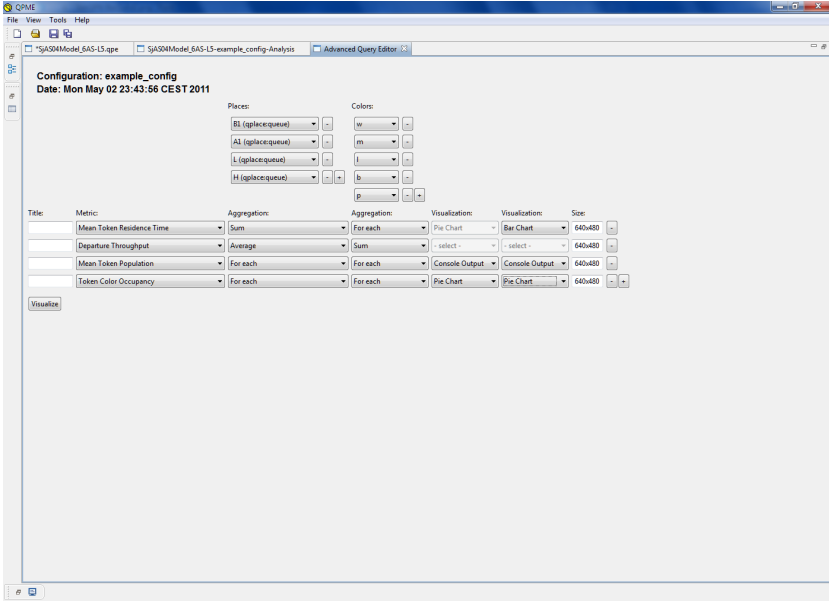 QPME
File View Tools Help
*SjAS04Model_6AS-L5.qpe SjAS04Model_6AS-L5-example_config-Analysis Advanced Query Editor
Configuration: example_config
Date: Mon May 02 23:43:56 CEST 2011
Places: Colors:
B1 (qplace:queue) - w -
A1 (qplace:queue) - m -
L (qplace:queue) - l -
H (qplace:queue) - + b -
p - +
Title: Metric: Aggregation: Aggregation: Visualization: Visualization: Size:
Mean Token Residence Time Sum For each Pie Chart Bar Chart 640x480 -
Departure Throughput Average Sum - select - - select - 640x480 -
Mean Token Population For each For each Console Output Console Output 640x480 -
Token Color Occupancy For each For each Pie Chart Pie Chart 640x480 - +
Visualize